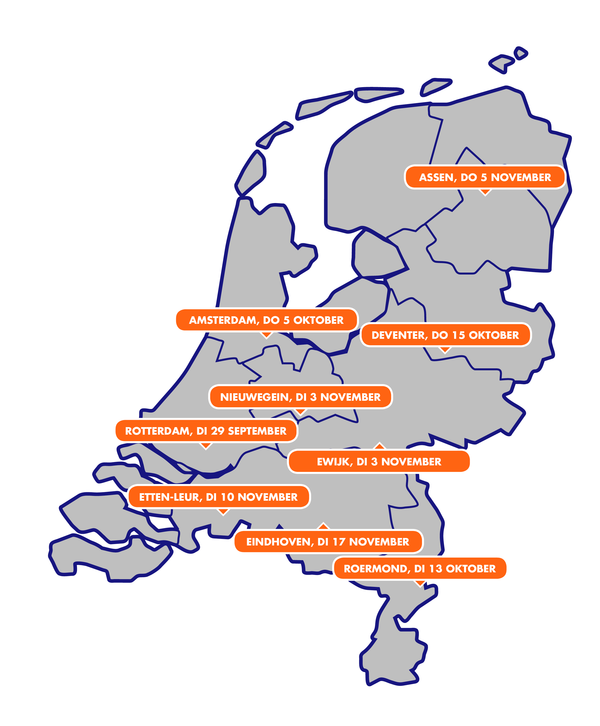 ASSEN, DO 5 NOVEMBER
AMSTERDAM, DO 5 OKTOBER
DEVENTER, DO 15 OKTOBER
NIEUWEGEIN, DI 3 NOVEMBER
ROTTERDAM, DI 29 SEPTEMBER
EWIJK, DI 3 NOVEMBER
ETTEN-LEUR, DI 10 NOVEMBER
EINDHOVEN, DI 17 NOVEMBER
ROERMOND, DI 13 OKTOBER